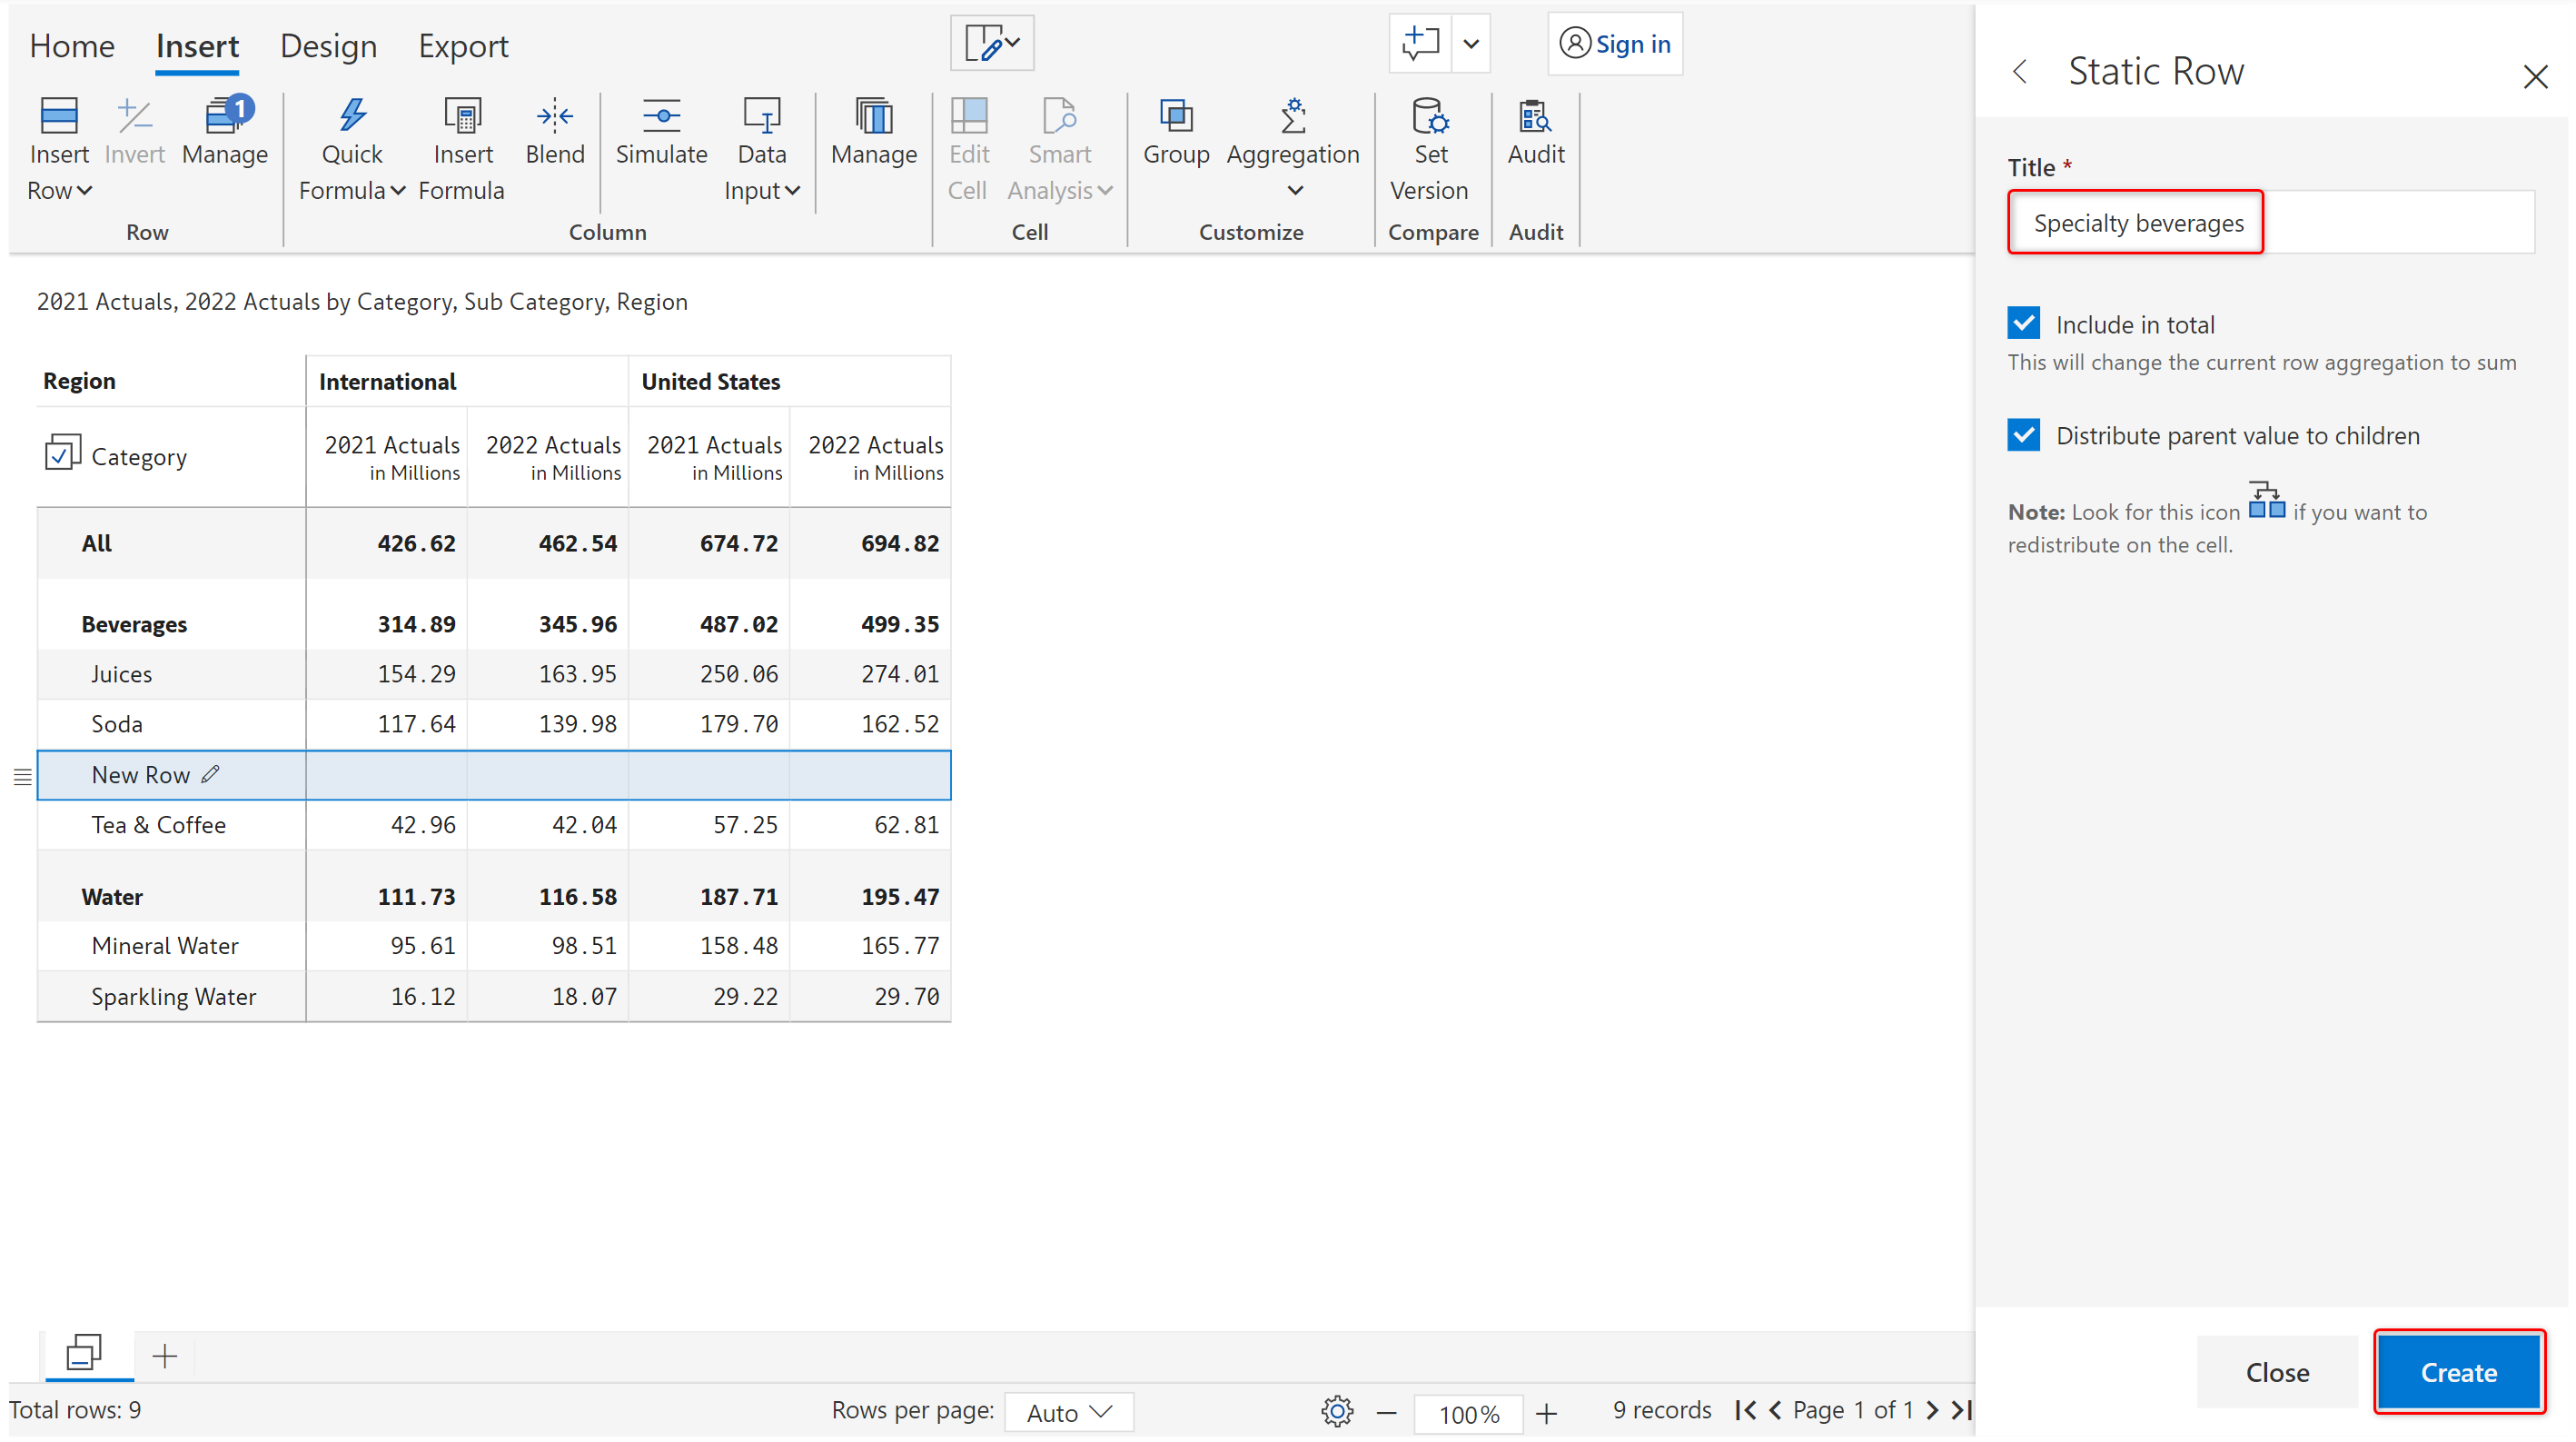 Home Insert Design Export
Sign in
1
Insert Invert Manage Quick Insert Blend Simulate Data Manage Edit Smart Group Aggregation Set Audit
Row Formula Formula Input Cell Analysis Version
Row Column Cell Customize Compare Audit
2021 Actuals, 2022 Actuals by Category, Sub Category, Region
Region International United States
Category 2021 Actuals 2022 Actuals 2021 Actuals 2022 Actuals
in Millions in Millions in Millions in Millions
All 426.62 462.54 674.72 694.82
Beverages 314.89 345.96 487.02 499.35
Juices 154.29 163.95 250.06 274.01
Soda 117.64 139.98 179.70 162.52
New Row
Tea & Coffee 42.96 42.04 57.25 62.81
Water 111.73 116.58 187.71 195.47
Mineral Water 95.61 98.51 158.48 165.77
Sparkling Water 16.12 18.07 29.22 29.70
Total rows: 9 Rows per page: Auto 100% 9 records Page 1 of 1
Static Row
Title *
Specialty beverages
Include in total
This will change the current row aggregation to sum
Distribute parent value to children
Note: Look for this icon if you want to
redistribute on the cell.
Close Create